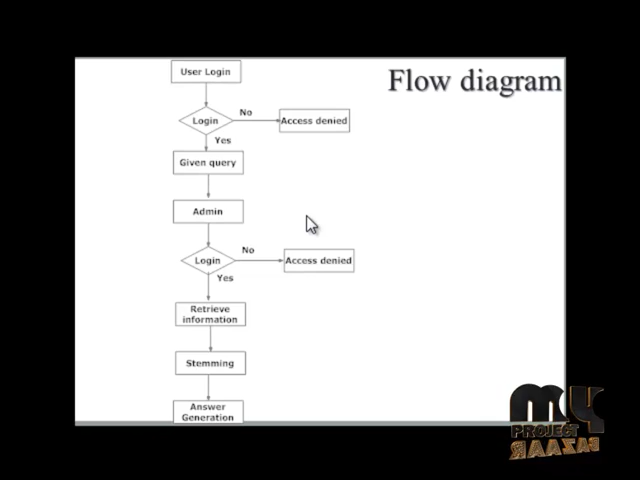 Flow diagram
User Login
Login
No
Access denied
Yes
Given query
Admin
Login
No
Access denied
Yes
Retrieve
information
Stemming
Answer
Generation
MY
PROJECT
BAZAAR